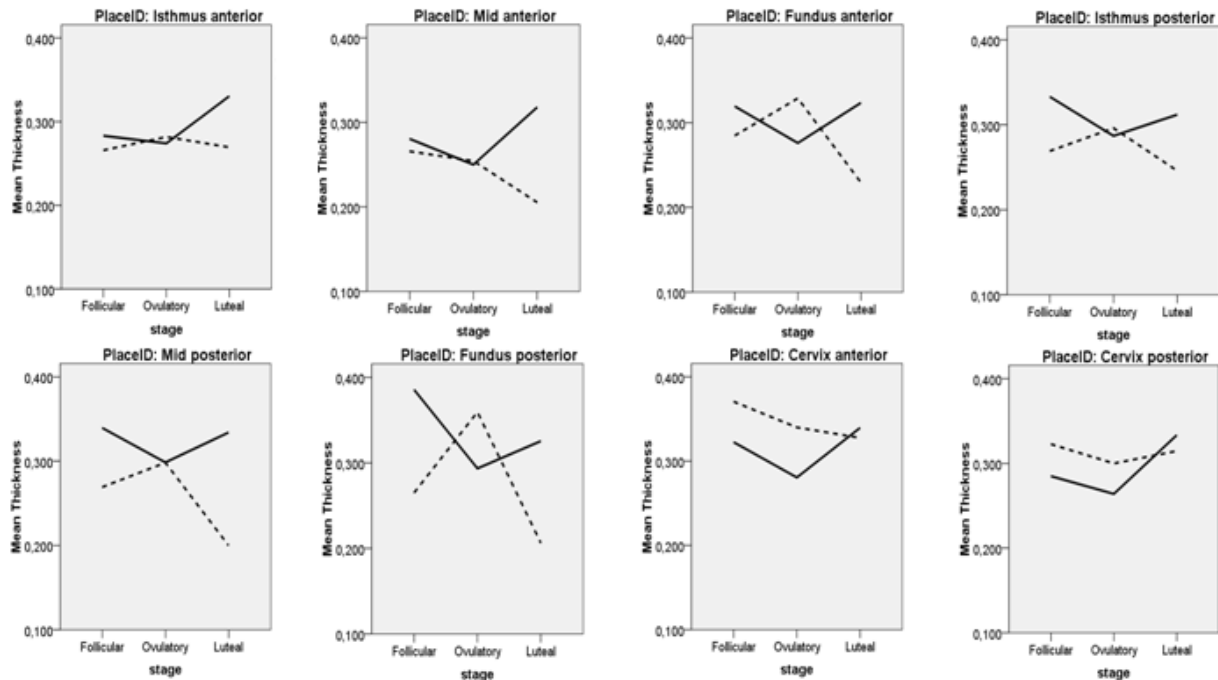 PlaceID: Isthmus anterior
0,400
0,300
0,200
0,100
Mean Thickness
Follicular Ovulatory Luteal
stage
PlaceID: Mid anterior
0,400
0,300
0,200
0,100
Mean Thickness
Follicular Ovulatory Luteal
stage
PlaceID: Fundus anterior
0,400
0,300
0,200
0,100
Mean Thickness
Follicular Ovulatory Luteal
stage
PlaceID: Isthmus posterior
0,400
0,300
0,200
0,100
Mean Thickness
Follicular Ovulatory Luteal
stage
PlaceID: Mid posterior
0,400
0,300
0,200
0,100
Mean Thickness
Follicular Ovulatory Luteal
stage
PlaceID: Fundus posterior
0,400
0,300
0,200
0,100
Mean Thickness
Follicular Ovulatory Luteal
stage
PlaceID: Cervix anterior
0,400
0,300
0,200
0,100
Mean Thickness
Follicular Ovulatory Luteal
stage
PlaceID: Cervix posterior
0,400
0,300
0,200
0,100
Mean Thickness
Follicular Ovulatory Luteal
stage